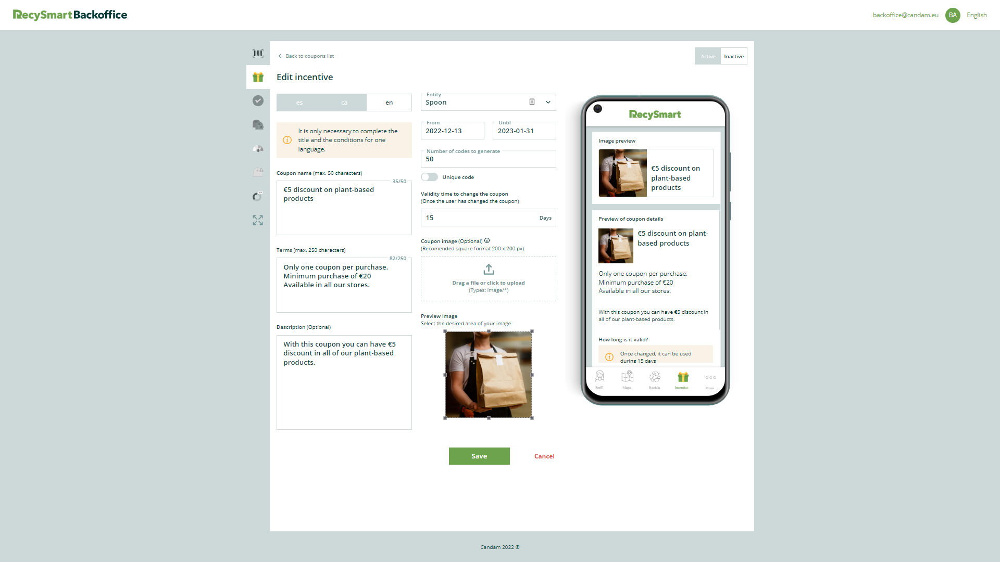 RecySmart Backoffice
backoffice@candam.eu
BA
English
Back to coupons list
Active
Inactive
Edit incentive
es
ca
en
It is only necessary to complete the
title and the conditions for one
language.
Coupon name (max. 50 characters)
35/50
€5 discount on plant-based
products
Terms (max. 250 characters)
82/250
Only one coupon per purchase.
Minimum purchase of €20
Available in all our stores.
Description (Optional)
With this coupon you can have €5
discount in all of our plant-based
products.
Entity
Spoon
From
2022-12-13
Until
2023-01-31
Number of codes to generate
50
Unique code
Validity time to change the coupon
(Once the user has changed the coupon)
15
Days
Coupon image (Optional)
(Recomended square format 200 x 200 px)
Drag a file or click to upload
(Types: image/*)
Preview image
Select the desired area of your image
Save
Cancel
RecySmart
Image preview
€5 discount on
plant-based
products
Preview of coupon details
€5 discount on plant-
based products
Only one coupon per purchase.
Minimum purchase of €20
Available in all our stores.
With this coupon you can have €5 discount in
all of our plant-based products.
How long is it valid?
Once changed, it can be used
during 15 days
Perfil
Mapa
Recicla
Incentius
Menú
Candam 2022 ©